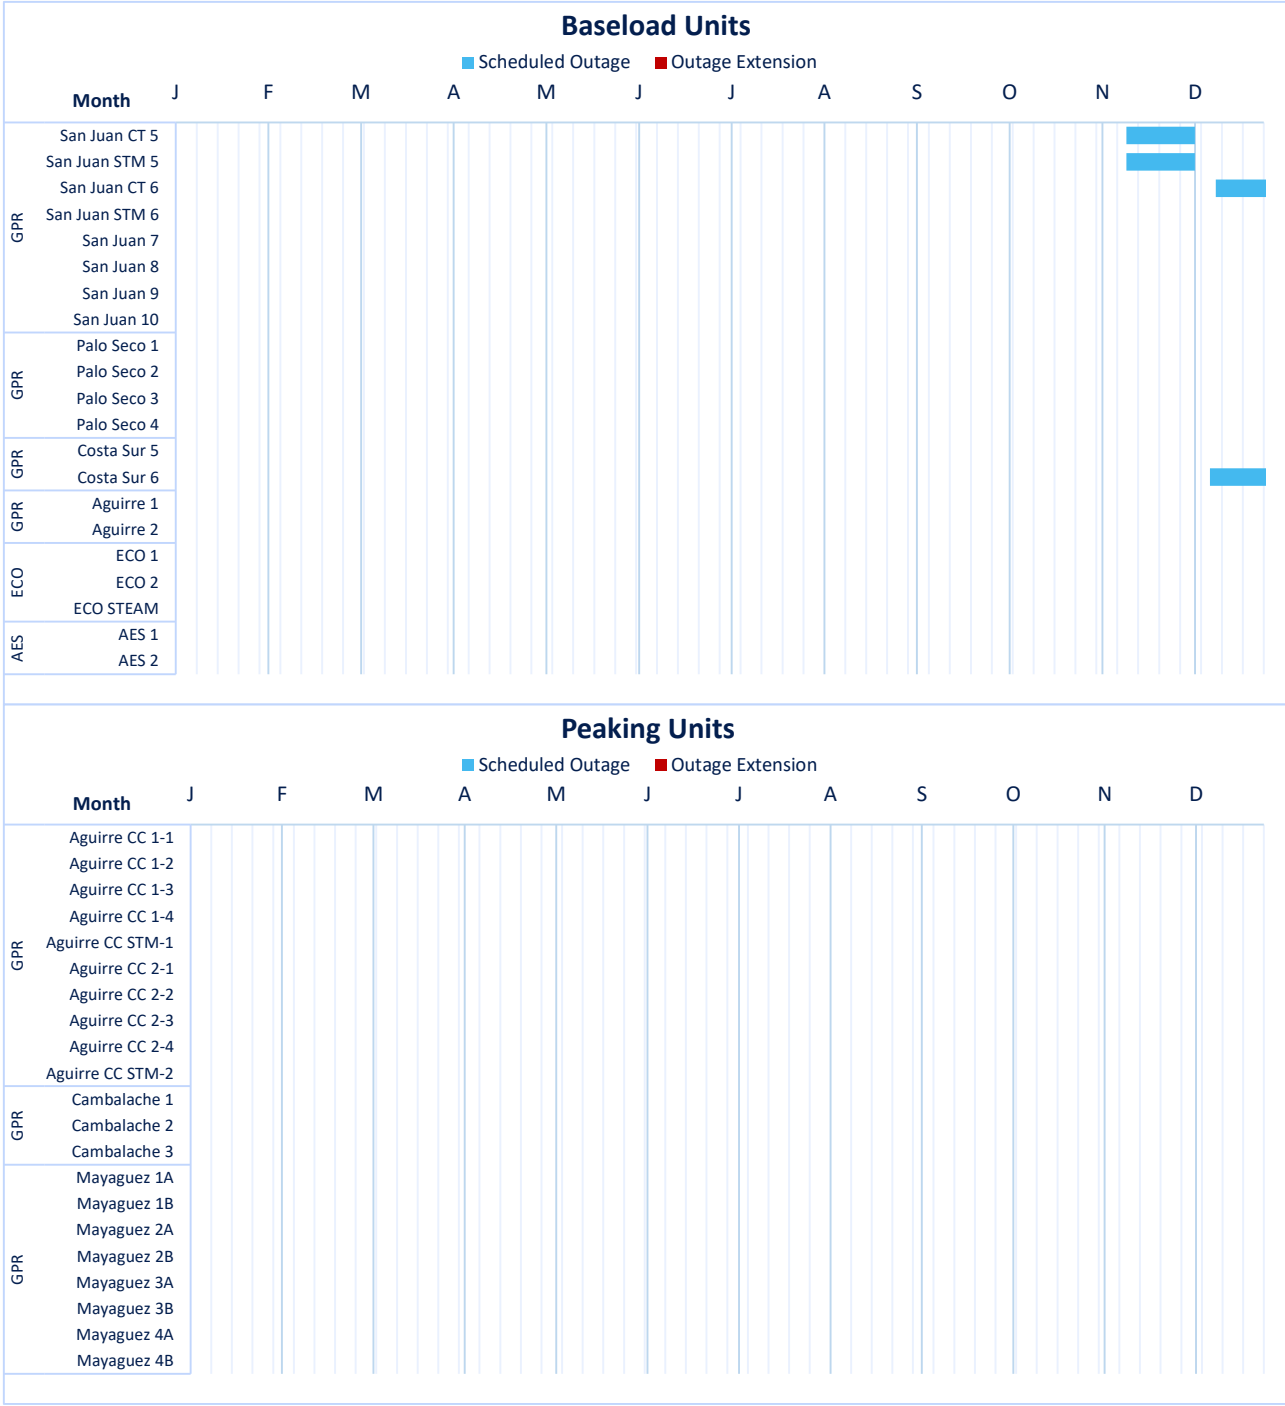 Baseload Units
Scheduled Outage Outage Extension
Month J F M A M J J A S O N D
GPR
San Juan CT 5
San Juan STM 5
San Juan CT 6
San Juan STM 6
San Juan 7
San Juan 8
San Juan 9
San Juan 10
GPR
Palo Seco 1
Palo Seco 2
Palo Seco 3
Palo Seco 4
GPR
Costa Sur 5
Costa Sur 6
GPR
Aguirre 1
Aguirre 2
ECO
ECO 1
ECO 2
ECO STEAM
AES
AES 1
AES 2
Peaking Units
Scheduled Outage Outage Extension
Month J F M A M J J A S O N D
GPR
Aguirre CC 1-1
Aguirre CC 1-2
Aguirre CC 1-3
Aguirre CC 1-4
Aguirre CC STM-1
Aguirre CC 2-1
Aguirre CC 2-2
Aguirre CC 2-3
Aguirre CC 2-4
Aguirre CC STM-2
GPR
Cambalache 1
Cambalache 2
Cambalache 3
GPR
Mayaguez 1A
Mayaguez 1B
Mayaguez 2A
Mayaguez 2B
Mayaguez 3A
Mayaguez 3B
Mayaguez 4A
Mayaguez 4B